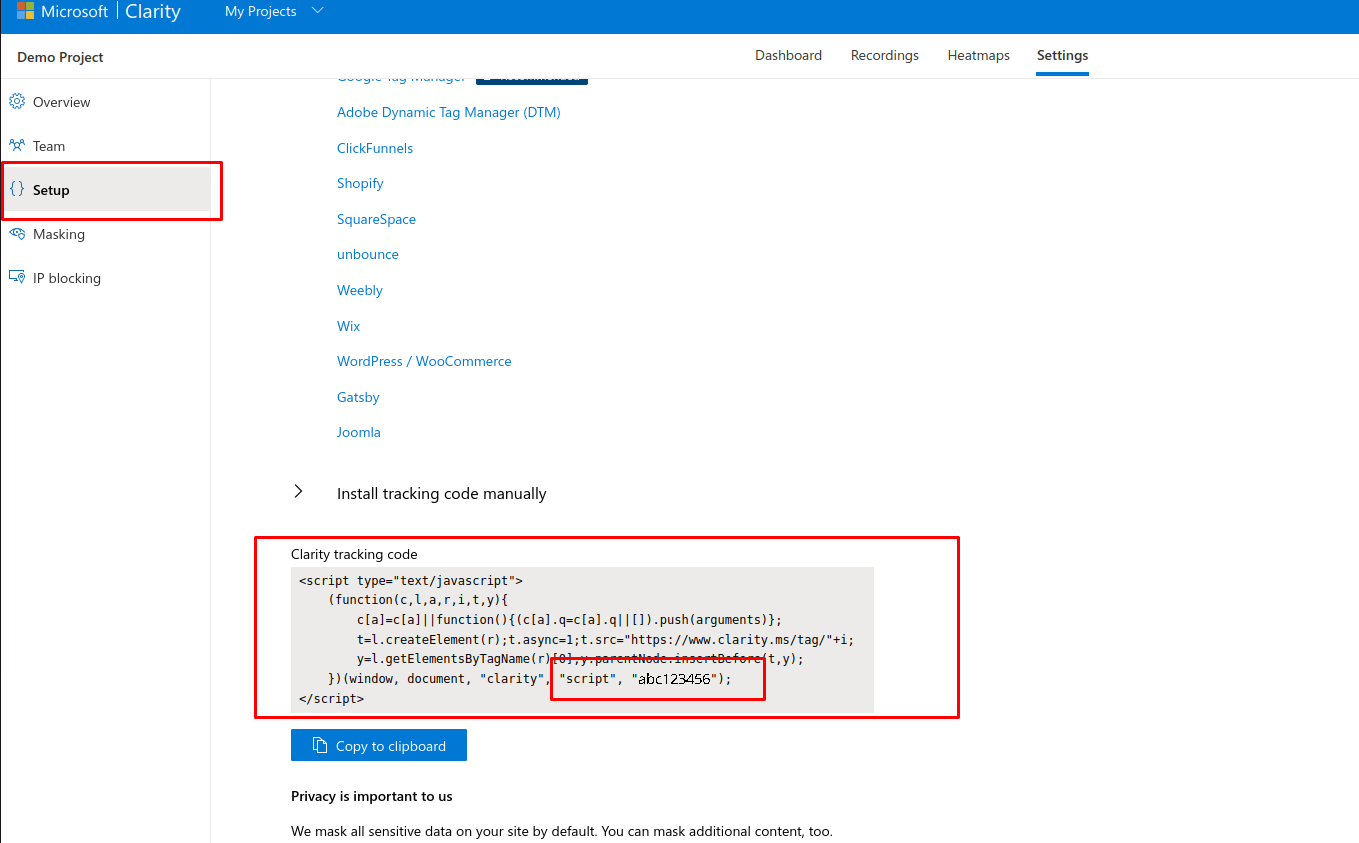 Microsoft | Clarity My Projects
Demo Project Dashboard Recordings Heatmaps Settings
Overview
Team
Setup
Masking
IP blocking
Google Tag Manager Recommended
Adobe Dynamic Tag Manager (DTM)
ClickFunnels
Shopify
SquareSpace
unbounce
Weebly
Wix
WordPress / WooCommerce
Gatsby
Joomla
Install tracking code manually
Clarity tracking code
<script type="text/javascript">
(function(c,l,a,r,i,t,y){
c[a]=c[a]||function(){(c[a].q=c[a].q||[]).push(arguments)};
t=l.createElement(r);t.async=1;t.src="https://www.clarity.ms/tag/"+i;
y=l.getElementsByTagName(r)[0];y.parentNode.insertBefore(t,y);
})(window, document, "clarity", "script", "abc123456");
</script>
Copy to clipboard
Privacy is important to us
We mask all sensitive data on your site by default. You can mask additional content, too.